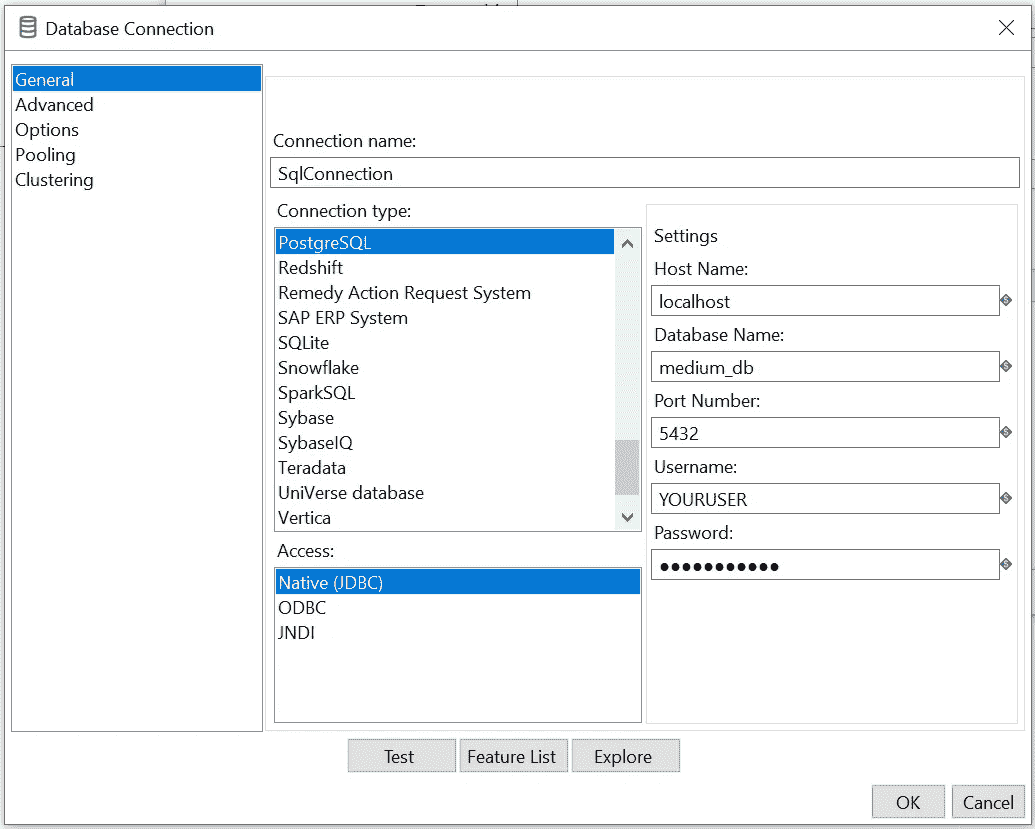 Database Connection
General
Advanced
Options
Pooling
Clustering
Connection name:
SqlConnection
Connection type:
PostgreSQL
Redshift
Remedy Action Request System
SAP ERP System
SQLite
Snowflake
SparkSQL
Sybase
SybaseIQ
Teradata
UniVerse database
Vertica
Access:
Native (JDBC)
ODBC
JNDI
Settings
Host Name:
localhost
Database Name:
medium_db
Port Number:
5432
Username:
YOURUSER
Password:
●●●●●●●●●●●
Test
Feature List
Explore
OK
Cancel